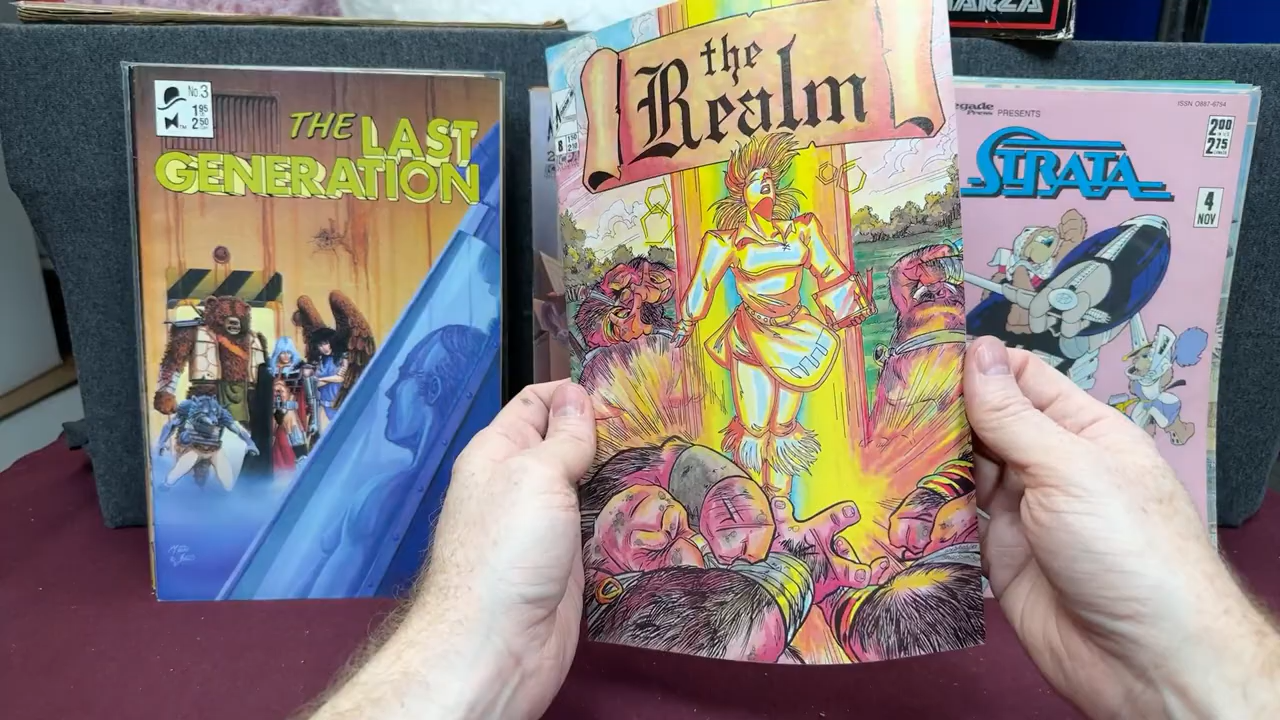 No.3
1.95
2.50
THE LAST
GENERATION
the
Realm
8
egade
Press PRESENTS
ISSN 0887-6754
STRATA
2.00
2.75
4
NOV